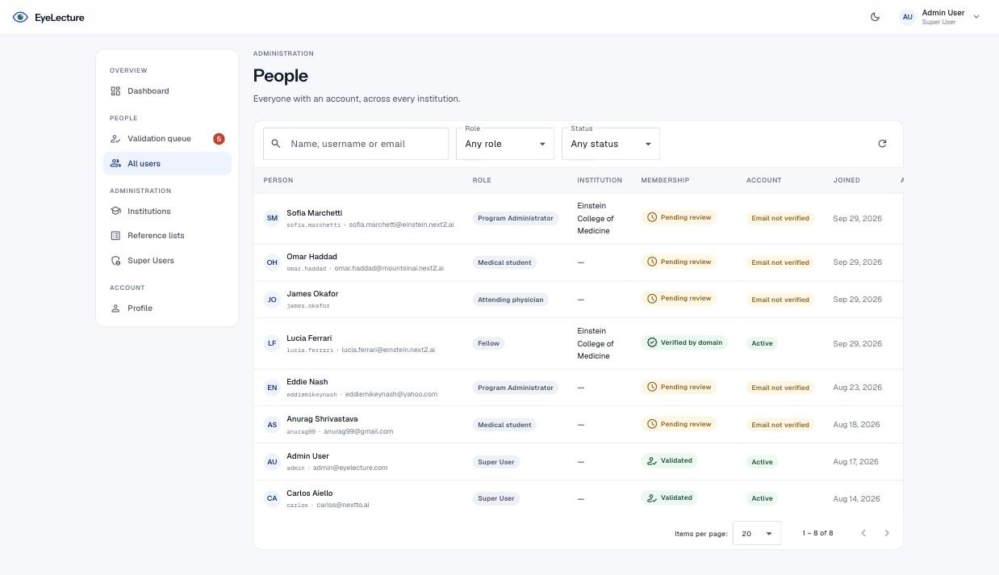 EyeLecture
AU
Admin User
Super User
OVERVIEW
Dashboard
PEOPLE
Validation queue 5
All users
ADMINISTRATION
Institutions
Reference lists
Super Users
ACCOUNT
Profile
ADMINISTRATION
People
Everyone with an account, across every institution.
Name, username or email
Role
Any role
Status
Any status
PERSON ROLE INSTITUTION MEMBERSHIP ACCOUNT JOINED
SM Sofia Marchetti
sofia.marchetti · sofia.marchetti@einstein.next2.ai
Program Administrator
Einstein
College of
Medicine
Pending review
Email not verified
Sep 29, 2026
OH Omar Haddad
omar.haddad · omar.haddad@mountsinai.next2.ai
Medical student
—
Pending review
Email not verified
Sep 29, 2026
JO James Okafor
james.okafor
Attending physician
—
Pending review
Email not verified
Sep 29, 2026
LF Lucia Ferrari
lucia.ferrari · lucia.ferrari@einstein.next2.ai
Fellow
Einstein
College of
Medicine
Verified by domain
Active
Sep 29, 2026
EN Eddie Nash
eddiemikeynash · eddiemikeynash@yahoo.com
Program Administrator
—
Pending review
Email not verified
Aug 23, 2026
AS Anurag Shrivastava
anurag99 · anurag99@gmail.com
Medical student
—
Pending review
Email not verified
Aug 18, 2026
AU Admin User
admin · admin@eyelecture.com
Super User
—
Validated
Active
Aug 17, 2026
CA Carlos Aiello
carlos · carlos@nextto.ai
Super User
—
Validated
Active
Aug 14, 2026
Items per page: 20 1 – 8 of 8